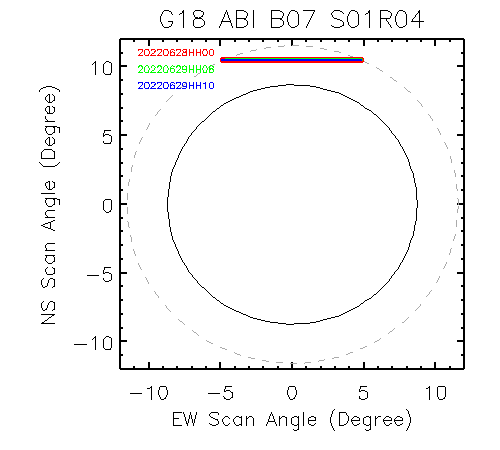 G18 ABI B07 S01R04
20220628HH00
20220629HH06
20220629HH10
10
5
0
−5
−10
NS Scan Angle (Degree)
−10 −5 0 5 10
EW Scan Angle (Degree)